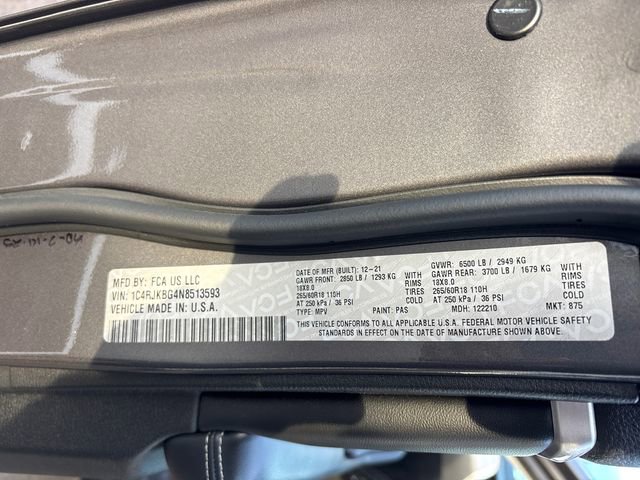 MFD BY: FCA US LLC
VIN: 1C4RJKBG4N8513593
VEHICLE MADE IN: U.S.A.
DATE OF MFR (BUILT): 12-21
GAWR FRONT: 2850 LB / 1293 KG WITH
18X8.0 RIMS
265/60R18 110H TIRES
AT 250 kPa / 36 PSI AT
TYPE: MPV PAINT: PAS
GVWR: 6500 LB / 2949 KG
GAWR REAR: 3700 LB / 1679 KG WITH
18X8.0 RIMS
265/60R18 110H TIRES
AT 250 kPa / 36 PSI AT
MDH: 122210 MKT: 875
THIS VEHICLE CONFORMS TO ALL APPLICABLE U.S.A. FEDERAL MOTOR VEHICLE SAFETY
STANDARDS IN EFFECT ON THE DATE OF MANUFACTURE SHOWN ABOVE.